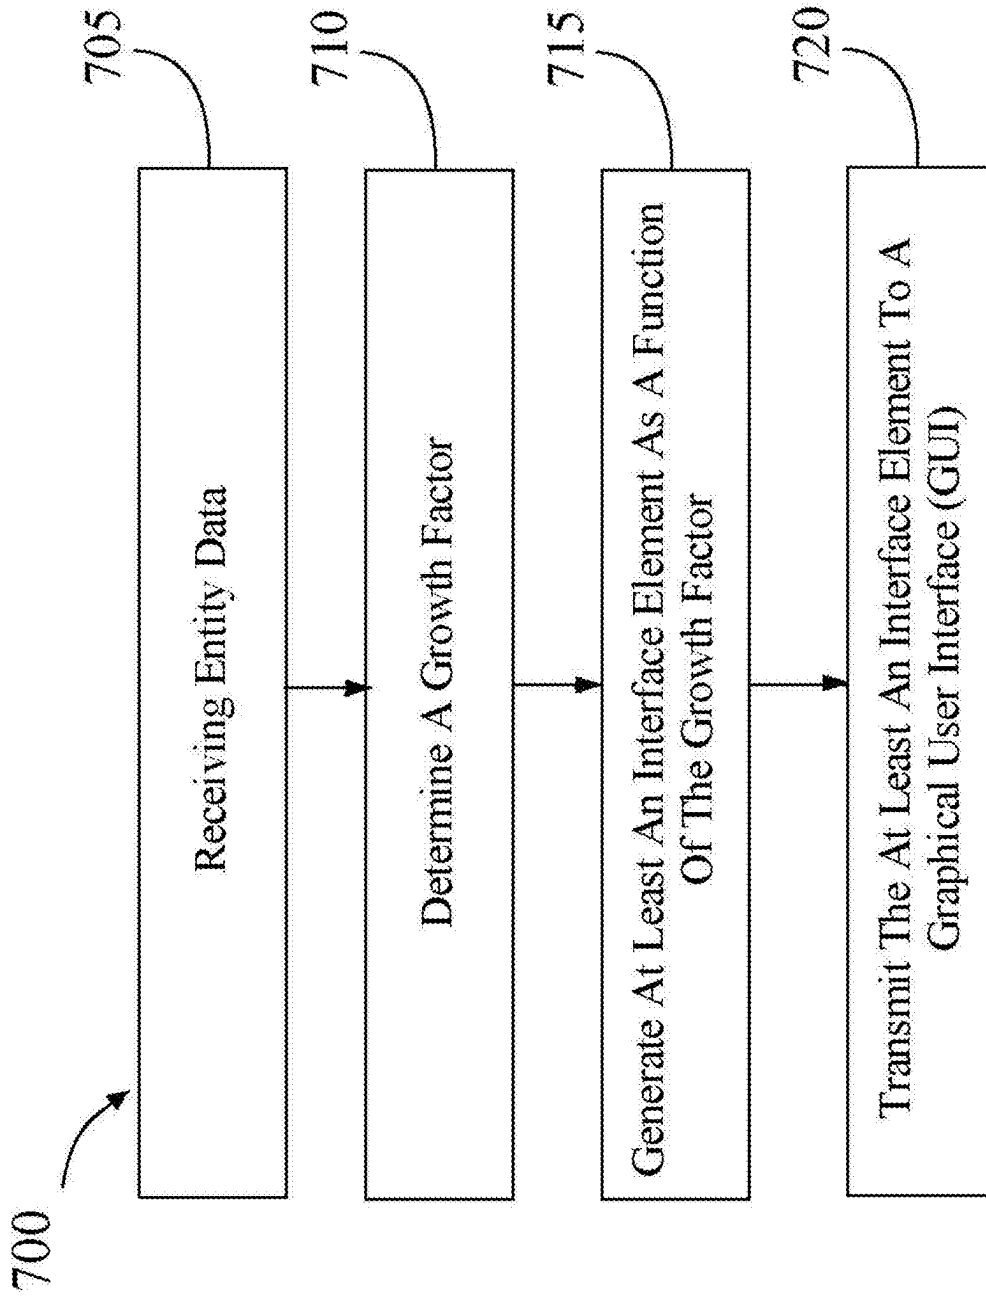 700
705
Receiving Entity Data
710
Determine A Growth Factor
715
Generate At Least An Interface Element As A Function
Of The Growth Factor
720
Transmit The At Least An Interface Element To A
Graphical User Interface (GUI)